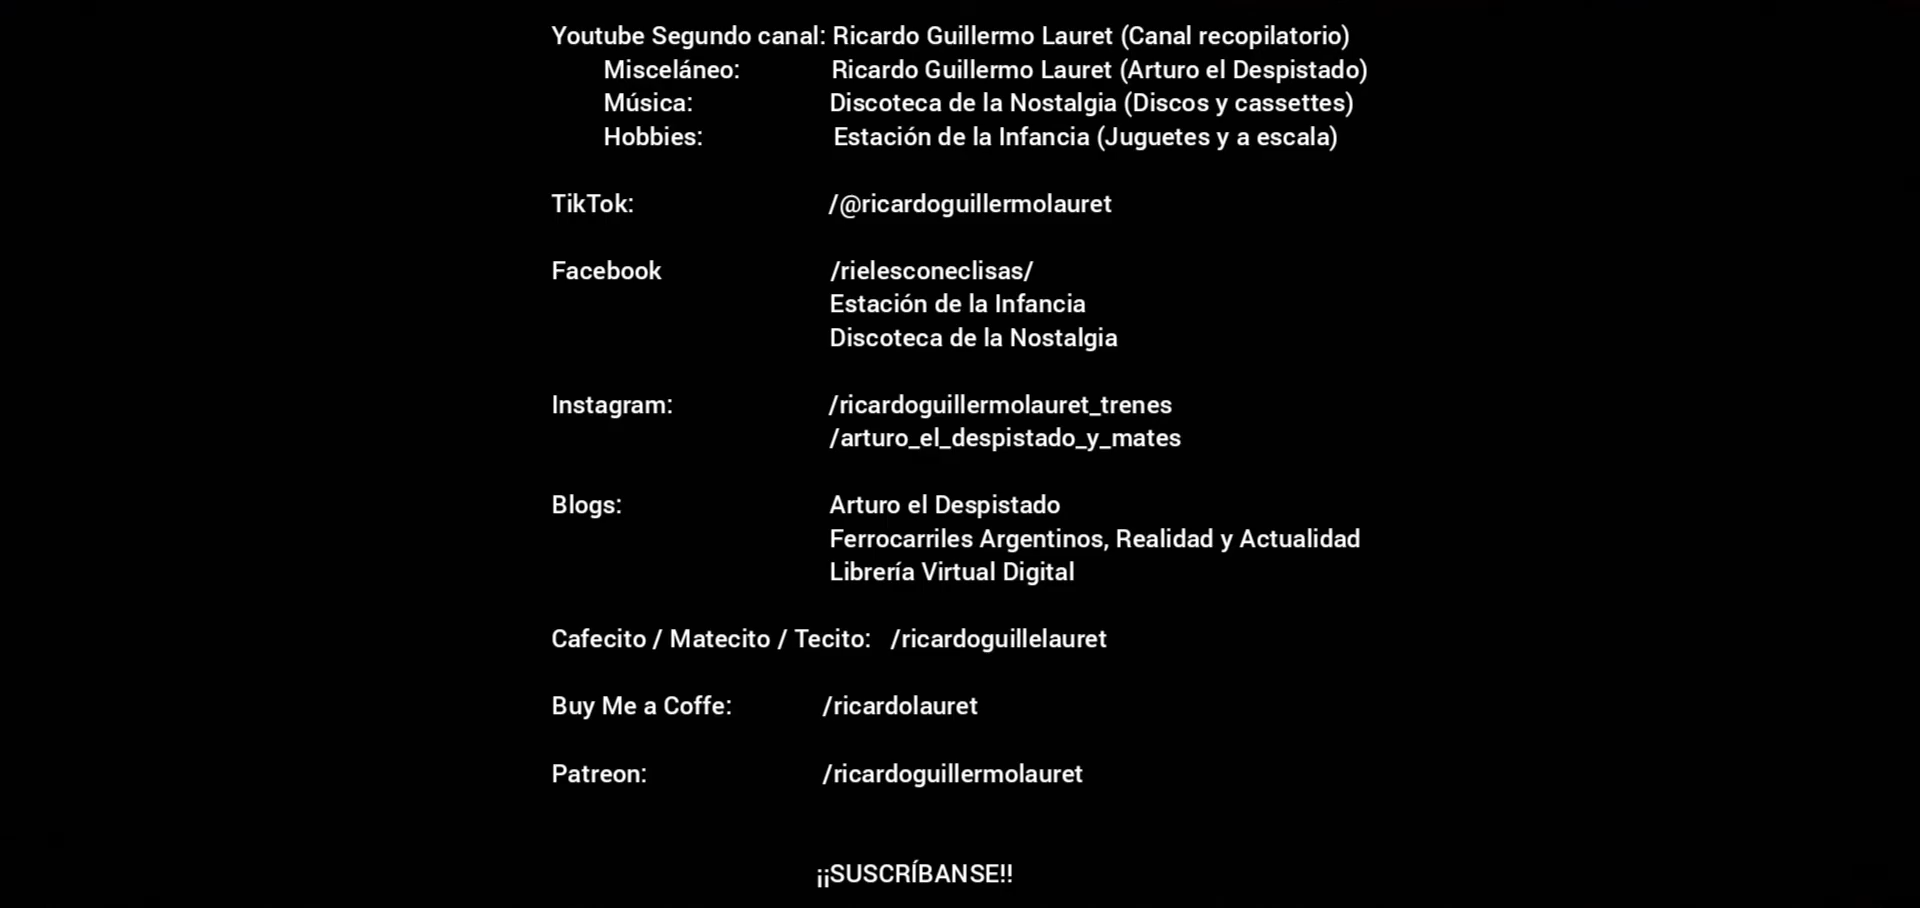 Youtube Segundo canal: Ricardo Guillermo Lauret (Canal recopilatorio)
Misceláneo: Ricardo Guillermo Lauret (Arturo el Despistado)
Música: Discoteca de la Nostalgia (Discos y cassettes)
Hobbies: Estación de la Infancia (Juguetes y a escala)
TikTok: /@ricardoguillermolauret
Facebook /rielesconeclisas/
Estación de la Infancia
Discoteca de la Nostalgia
Instagram: /ricardoguillermolauret_trenes
/arturo_el_despistado_y_mates
Blogs: Arturo el Despistado
Ferrocarriles Argentinos, Realidad y Actualidad
Librería Virtual Digital
Cafecito / Matecito / Tecito: /ricardoguillelauret
Buy Me a Coffe: /ricardolauret
Patreon: /ricardoguillermolauret
¡¡SUSCRÍBANSE!!